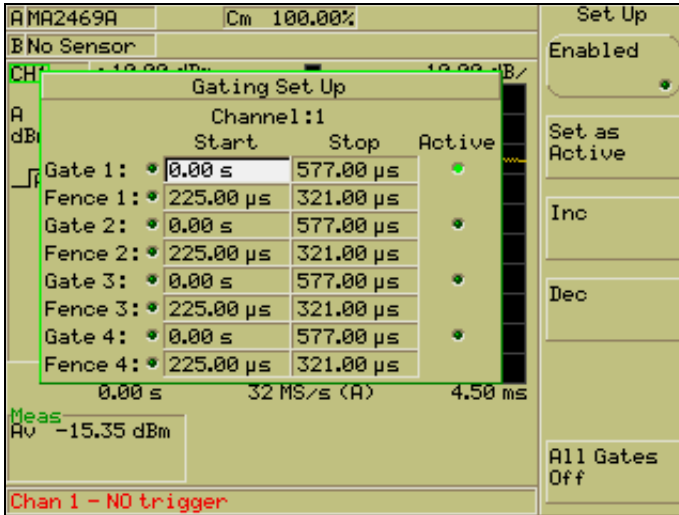 A MA2469A Cm 100.00%
B No Sensor
CH1
Gating Set Up
Channel:1
Start Stop Active
Gate 1: 0.00 s 577.00 µs
Fence 1: 225.00 µs 321.00 µs
Gate 2: 0.00 s 577.00 µs
Fence 2: 225.00 µs 321.00 µs
Gate 3: 0.00 s 577.00 µs
Fence 3: 225.00 µs 321.00 µs
Gate 4: 0.00 s 577.00 µs
Fence 4: 225.00 µs 321.00 µs
A
0.00 s 32 MS/s (A) 4.50 ms
Meas
Av -15.35 dBm
Chan 1 - NO trigger
Set Up
Enabled
Set as
Active
Inc
Dec
All Gates
Off